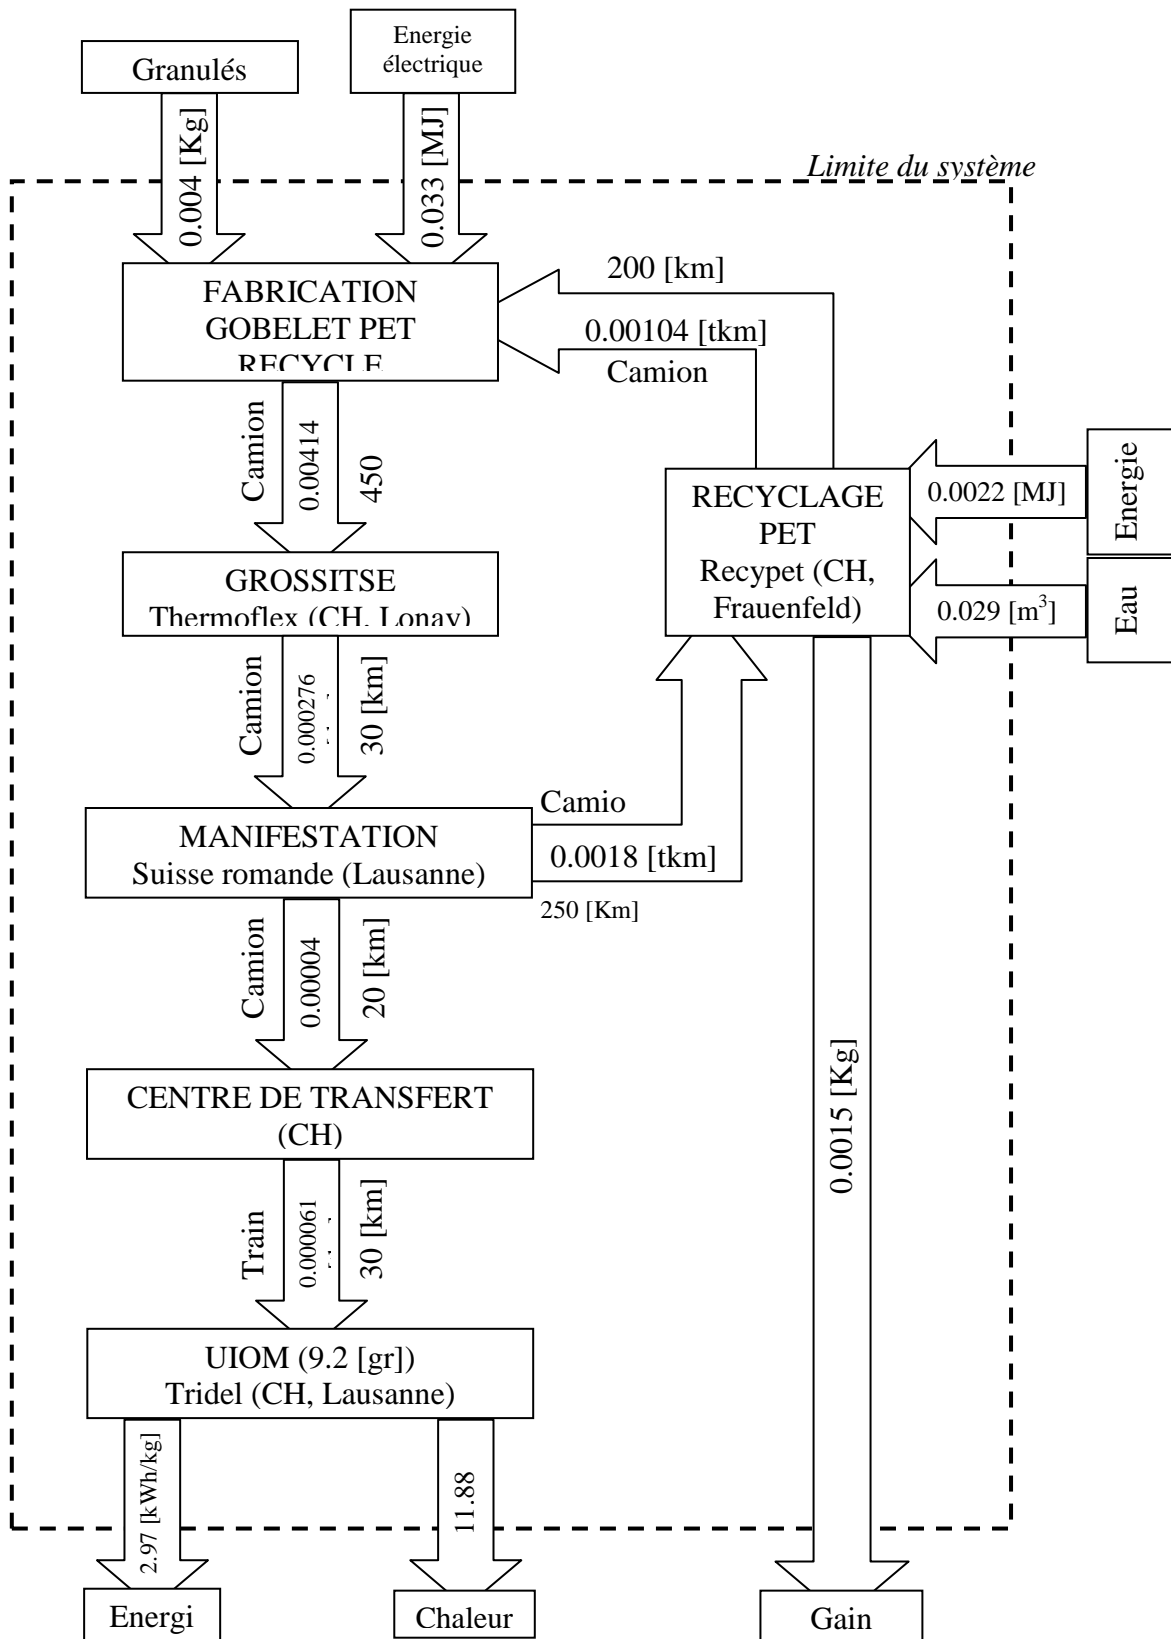 Granulés
Energie
électrique
0.004 [Kg]
0.033 [MJ]
Limite du système
FABRICATION
GOBELET PET
RECYCLE
200 [km]
0.00104 [tkm]
Camion
Camion
0.00414
450
RECYCLAGE
PET
Recypet (CH,
Frauenfeld)
0.0022 [MJ]
Energie
0.029 [m³]
Eau
GROSSITSE
Thermoflex (CH, Lonay)
Camion
0.000276
30 [km]
MANIFESTATION
Suisse romande (Lausanne)
Camio
0.0018 [tkm]
250 [Km]
Camion
0.00004
20 [km]
CENTRE DE TRANSFERT
(CH)
0.0015 [Kg]
Train
0.000061
30 [km]
UIOM (9.2 [gr])
Tridel (CH, Lausanne)
2.97 [kWh/kg]
11.88
Energi
Chaleur
Gain